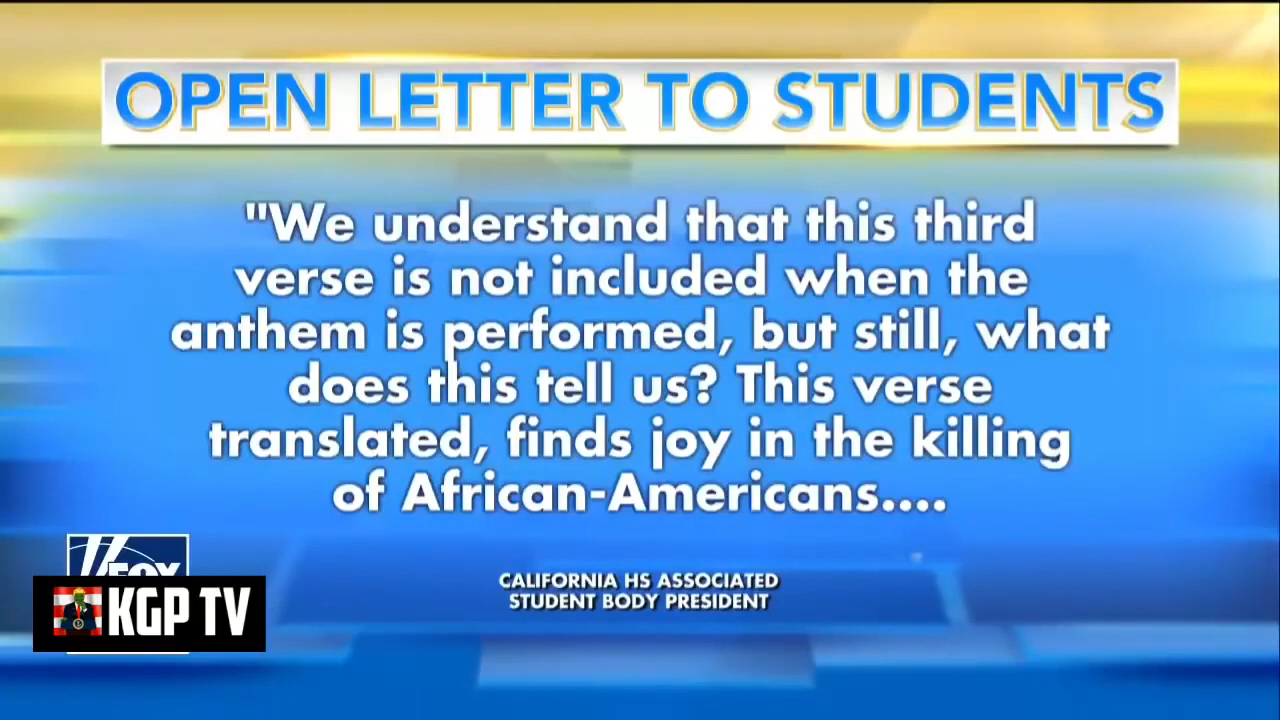 OPEN LETTER TO STUDENTS
"We understand that this third
verse is not included when the
anthem is performed, but still, what
does this tell us? This verse
translated, finds joy in the killing
of African-Americans....
CALIFORNIA HS ASSOCIATED
STUDENT BODY PRESIDENT
FOX
KGP TV